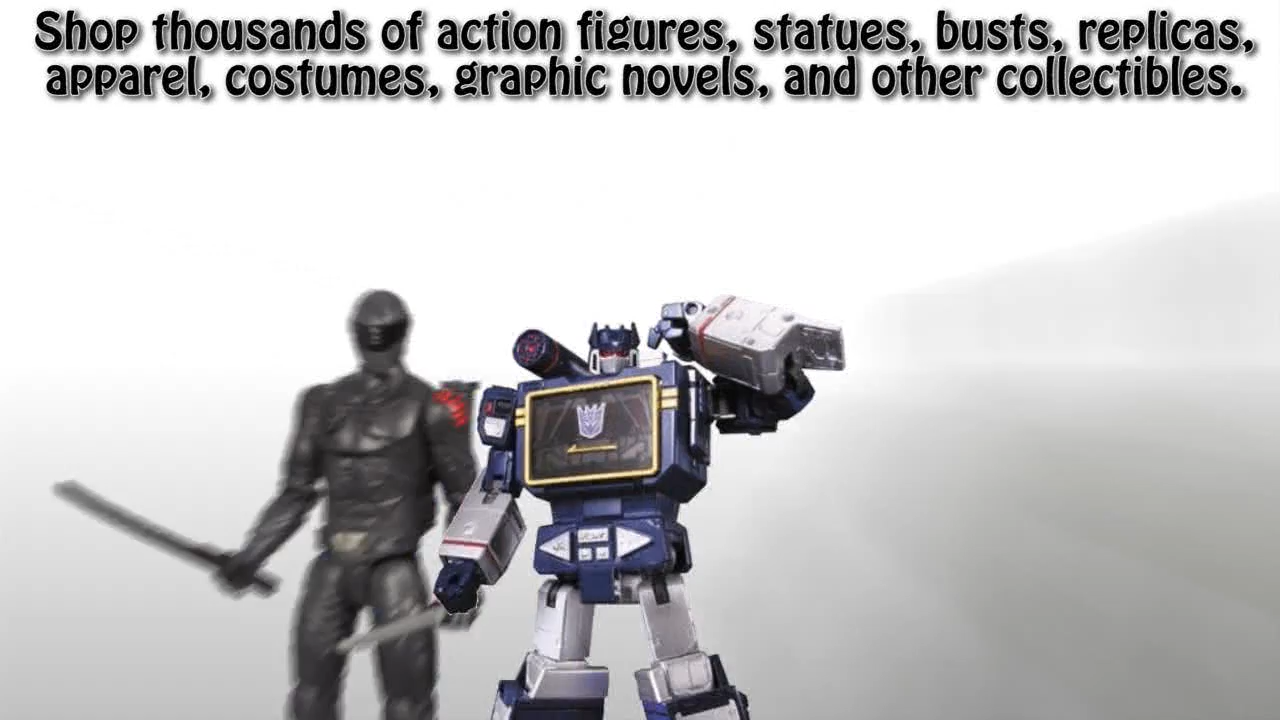 Shop thousands of action figures, statues, busts, replicas,
apparel, costumes, graphic novels, and other collectibles.